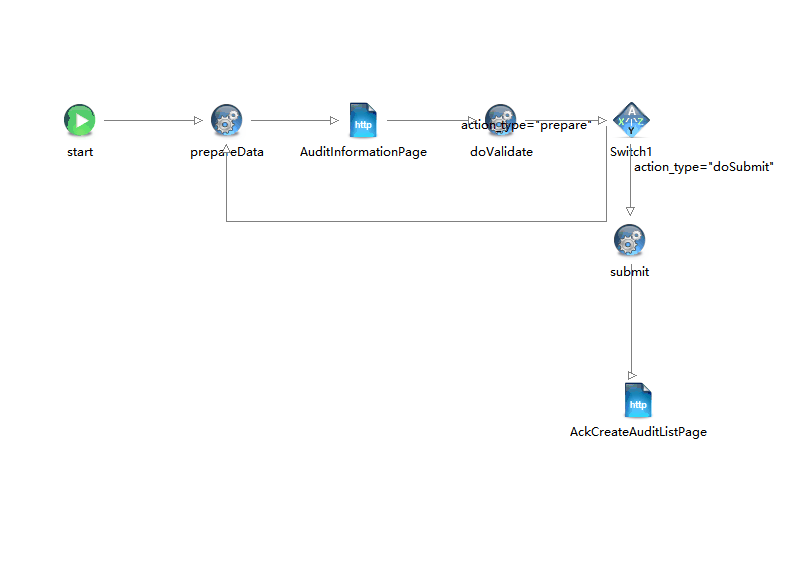 http
action_type="prepare"
A
X
Z
Y
start
prepareData
AuditInformationPage
doValidate
Switch1
action_type="doSubmit"
submit
http
AckCreateAuditListPage